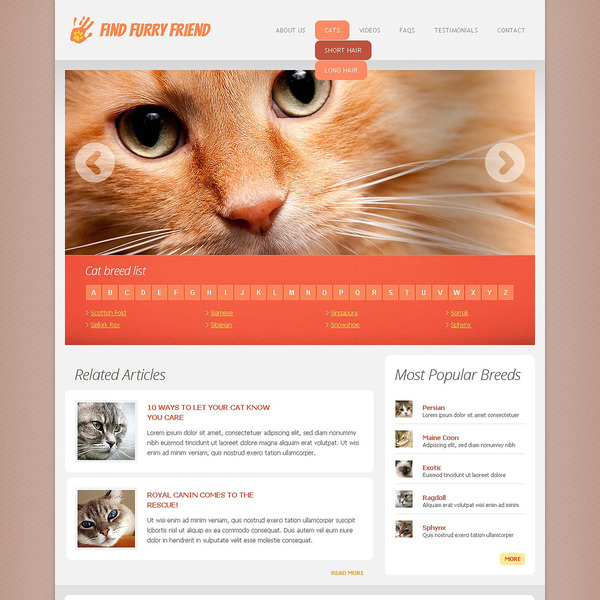 FIND FURRY FRIEND
ABOUT US CATS VIDEOS FAQS TESTIMONIALS CONTACT
SHORT HAIR
LONG HAIR
Cat breed list
A B C D E F G H I J K L M N O P Q R S T U V W X Y Z
Scottish Fold Siamese Singapura Somali
Selkirk Rex Siberian Snowshoe Sphynx
Related Articles
10 WAYS TO LET YOUR CAT KNOW
YOU CARE
Lorem ipsum dolor sit amet, consectetuer adipiscing elit, sed diam nonummy
nibh euismod tincidunt ut laoreet dolore magna aliquam erat volutpat. Ut wisi
enim ad minim veniam, quis nostrud exerci tation ullamcorper.
ROYAL CANIN COMES TO THE
RESCUE!
Ut wisi enim ad minim veniam, quis nostrud exerci tation ullamcorper suscipit
lobortis nisl ut aliquip ex ea commodo consequat. Duis autem vel eum iriure
dolor in hendrerit in vulputate velit esse molestie consequat.
READ MORE
Most Popular Breeds
Persian
Lorem ipsum dolor sit amet consectetuer
Maine Coon
Adipiscing elit, sed diam nonummy nibh
Exotic
Euismod tincidunt ut laoreet dolore
Ragdoll
Aliquam erat volutpat wisi enim ad minim
Sphynx
Quis nostrud exerci tation ullamcorper
MORE